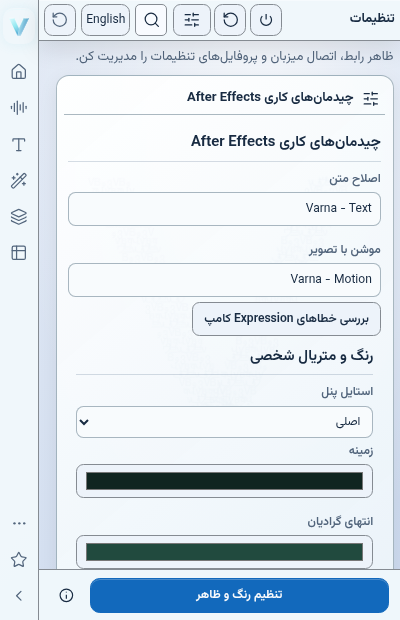 تنظیمات
English
ظاهر رابط، اتصال میزبان و پروفایل‌های تنظیمات را مدیریت کن.
چیدمان‌های کاری After Effects
چیدمان‌های کاری After Effects
اصلاح متن
Varna - Text
موشن با تصویر
Varna - Motion
بررسی خطاهای Expression کامپ
رنگ و متریال شخصی
استایل پنل
اصلی
زمینه
انتهای گرادیان
تنظیم رنگ و ظاهر